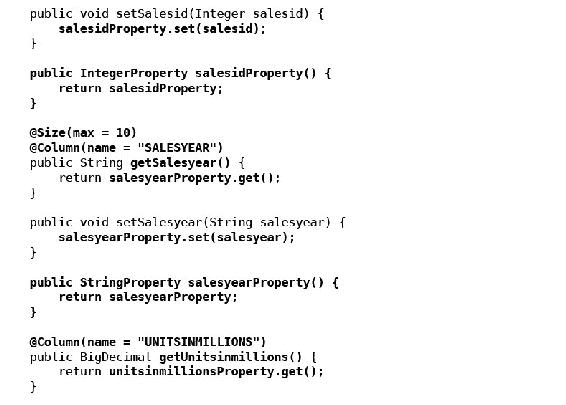 public void setSalesid(Integer salesid) {
salesidProperty.set(salesid);
}
public IntegerProperty salesidProperty() {
return salesidProperty;
}
@Size(max = 10)
@Column(name = "SALESYEAR")
public String getSalesyear() {
return salesyearProperty.get();
}
public void setSalesyear(String salesyear) {
salesyearProperty.set(salesyear);
}
public StringProperty salesyearProperty() {
return salesyearProperty;
}
@Column(name = "UNITSINMILLIONS")
public BigDecimal getUnitsinmillions() {
return unitsinmillionsProperty.get();
}